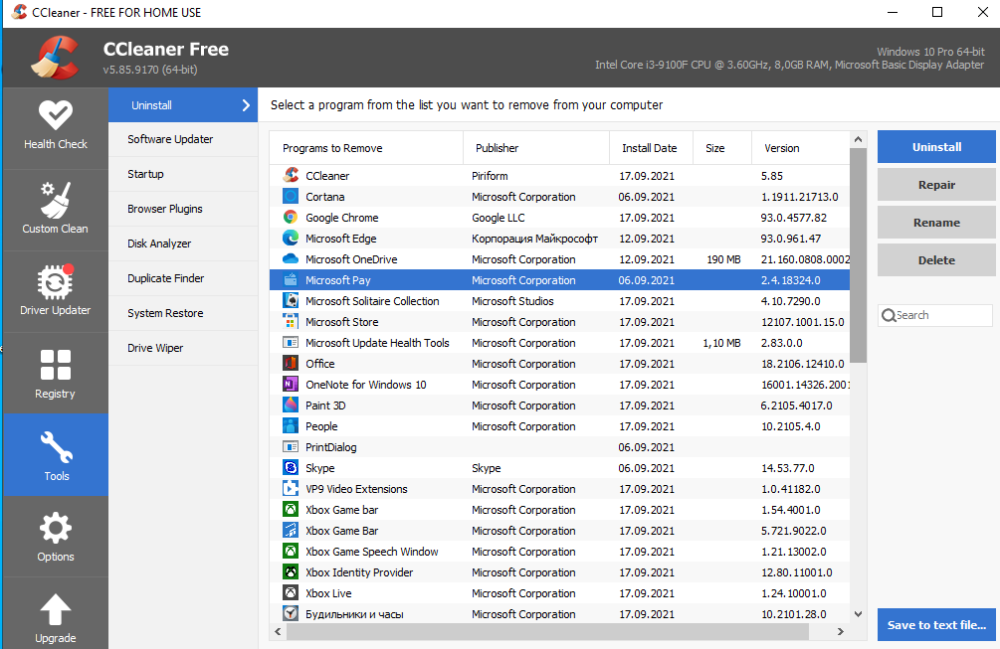 CCleaner - FREE FOR HOME USE
CCleaner Free
v5.85.9170 (64-bit)
Windows 10 Pro 64-bit
Intel Core i3-9100F CPU @ 3.60GHz, 8,0GB RAM, Microsoft Basic Display Adapter
Health Check
Custom Clean
Driver Updater
Registry
Tools
Options
Upgrade
Uninstall
Software Updater
Startup
Browser Plugins
Disk Analyzer
Duplicate Finder
System Restore
Drive Wiper
Select a program from the list you want to remove from your computer
Programs to Remove Publisher Install Date Size Version
CCleaner Piriform 17.09.2021 5.85
Cortana Microsoft Corporation 06.09.2021 1.1911.21713.0
Google Chrome Google LLC 17.09.2021 93.0.4577.82
Microsoft Edge Корпорация Майкрософт 12.09.2021 93.0.961.47
Microsoft OneDrive Microsoft Corporation 12.09.2021 190 MB 21.160.0808.0002
Microsoft Pay Microsoft Corporation 06.09.2021 2.4.18324.0
Microsoft Solitaire Collection Microsoft Studios 17.09.2021 4.10.7290.0
Microsoft Store Microsoft Corporation 17.09.2021 12107.1001.15.0
Microsoft Update Health Tools Microsoft Corporation 17.09.2021 1,10 MB 2.83.0.0
Office Microsoft Corporation 17.09.2021 18.2106.12410.0
OneNote for Windows 10 Microsoft Corporation 17.09.2021 16001.14326.2001
Paint 3D Microsoft Corporation 17.09.2021 6.2105.4017.0
People Microsoft Corporation 17.09.2021 10.2105.4.0
PrintDialog 06.09.2021
Skype Skype 06.09.2021 14.53.77.0
VP9 Video Extensions Microsoft Corporation 17.09.2021 1.0.41182.0
Xbox Game bar Microsoft Corporation 17.09.2021 1.54.4001.0
Xbox Game Bar Microsoft Corporation 17.09.2021 5.721.9022.0
Xbox Game Speech Window Microsoft Corporation 17.09.2021 1.21.13002.0
Xbox Identity Provider Microsoft Corporation 17.09.2021 12.80.11001.0
Xbox Live Microsoft Corporation 17.09.2021 1.24.10001.0
Будильники и часы Microsoft Corporation 17.09.2021 10.2101.28.0
Uninstall
Repair
Rename
Delete
Search
Save to text file...